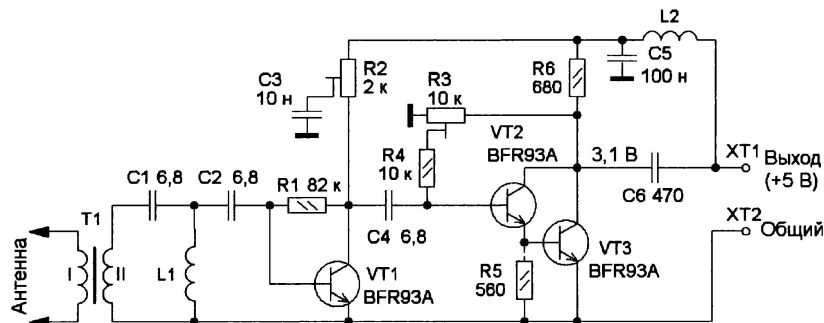 L2
R2
2 к
C3
10 н
R3
10 к
R6
680
C5
100 н
VT2
BFR93A
3,1 В
XT1
Выход
(+5 В)
R4
10 к
C1 6,8
C2 6,8
R1 82 к
C4 6,8
C6 470
XT2
Общий
T1
Антенна
I
II
L1
VT1
BFR93A
R5
560
VT3
BFR93A